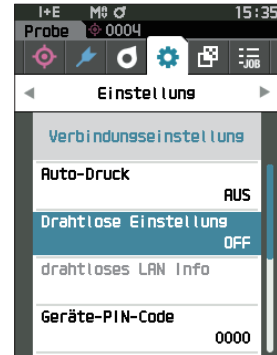 I+E M0 15:35
Probe 0004
JOB
Einstellung
Verbindungseinstellung
Auto-Druck
AUS
Drahtlose Einstellung
OFF
drahtloses LAN Info
Geräte-PIN-Code
0000